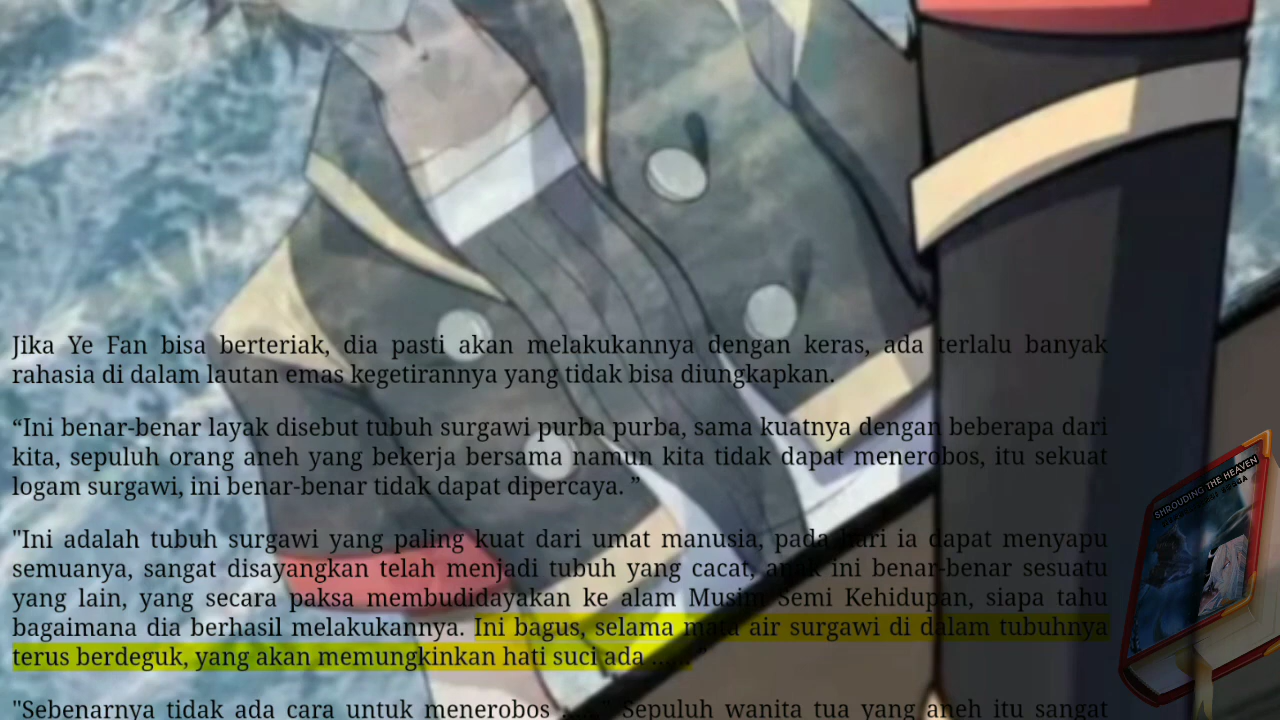 Jika Ye Fan bisa berteriak, dia pasti akan melakukannya dengan keras, ada terlalu banyak
rahasia di dalam lautan emas kegetirannya yang tidak bisa diungkapkan.
“Ini benar-benar layak disebut tubuh surgawi purba purba, sama kuatnya dengan beberapa dari
kita, sepuluh orang aneh yang bekerja bersama namun kita tidak dapat menerobos, itu sekuat
logam surgawi, ini benar-benar tidak dapat dipercaya. ”
"Ini adalah tubuh surgawi yang paling kuat dari umat manusia, pada hari ia dapat menyapu
semuanya, sangat disayangkan telah menjadi tubuh yang cacat, anak ini benar-benar sesuatu
yang lain, yang secara paksa membudidayakan ke alam Musim Semi Kehidupan, siapa tahu
bagaimana dia berhasil melakukannya. Ini bagus, selama mata air surgawi di dalam tubuhnya
terus berdeguk, yang akan memungkinkan hati suci ada ...... "
"Sebenarnya tidak ada cara untuk menerobos ......" Sepuluh wanita tua yang aneh itu sangat
SHROUDING THE HEAVEN